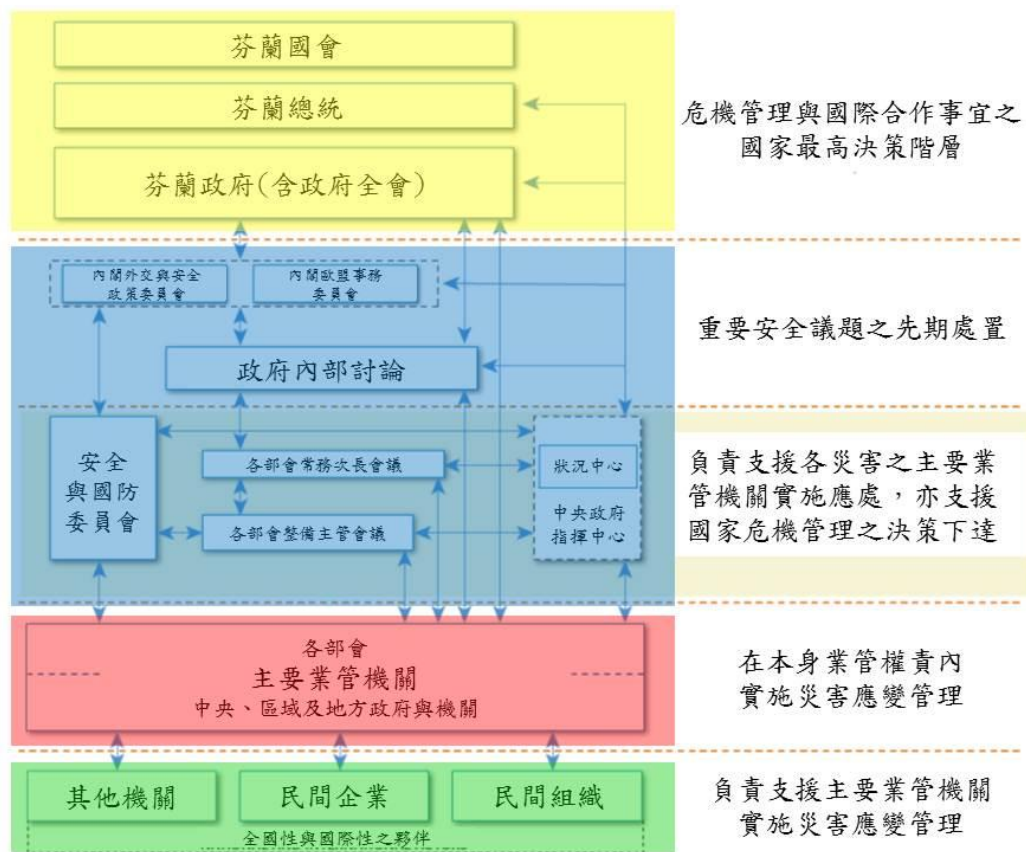 芬蘭國會
芬蘭總統
芬蘭政府(含政府全會)
危機管理與國際合作事宜之
國家最高決策階層
內閣外交與安全
政策委員會
內閣歐盟事務
委員會
政府內部討論
重要安全議題之先期處置
安全
與國防
委員會
各部會常務次長會議
各部會整備主管會議
狀況中心
中央政府
指揮中心
負責支援各災害之主要業
管機關實施應處，亦支援
國家危機管理之決策下達
各部會
主要業管機關
中央、區域及地方政府與機關
在本身業管權責內
實施災害應變管理
其他機關
民間企業
民間組織
全國性與國際性之夥伴
負責支援主要業管機關
實施災害應變管理